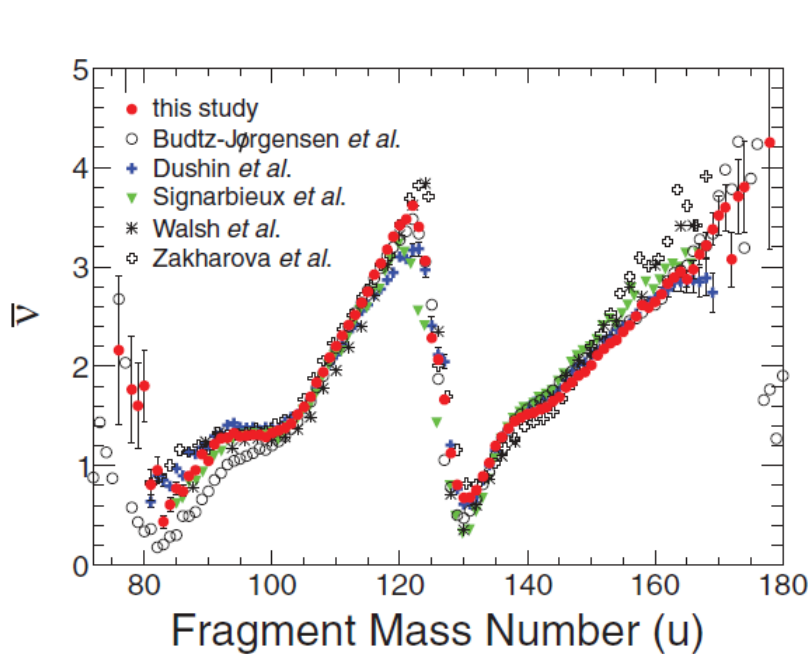 5
4
3
2
1
0
ν̅
this study
Budtz-Jørgensen et al.
Dushin et al.
Signarbieux et al.
Walsh et al.
Zakharova et al.
80 100 120 140 160 180
Fragment Mass Number (u)